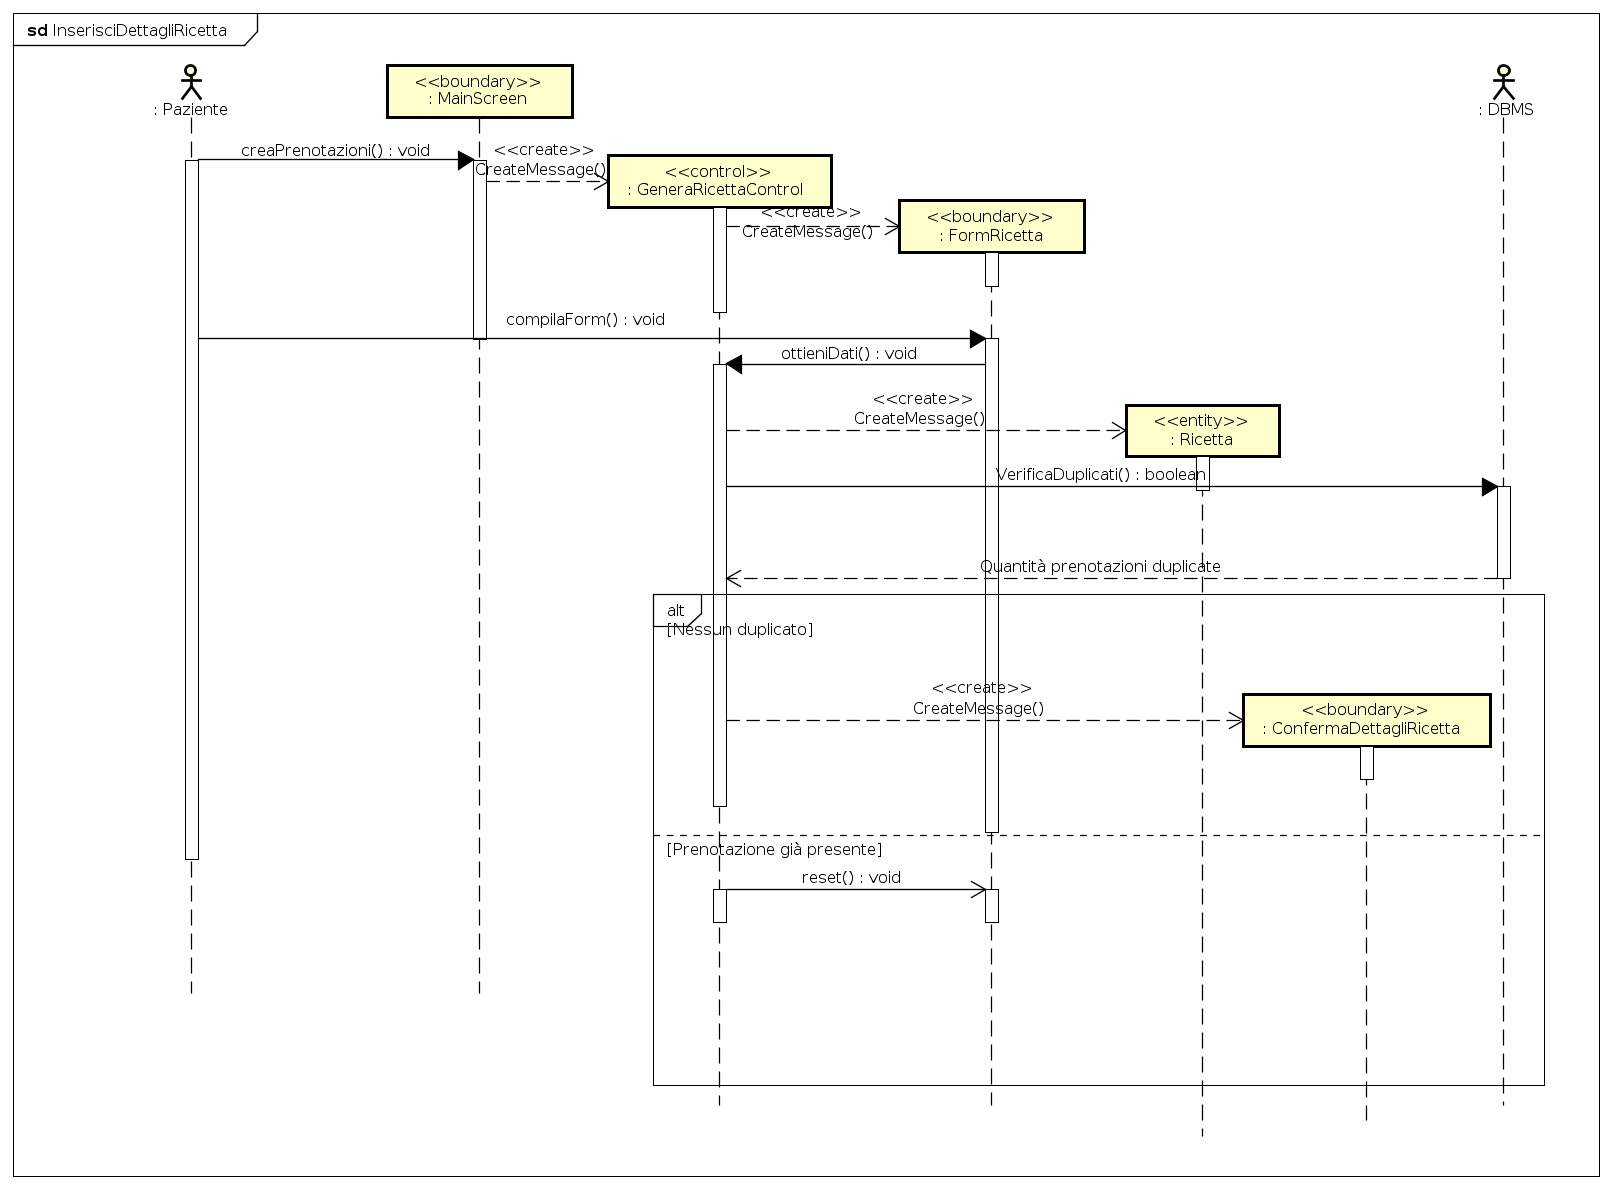 sd InserisciDettagliRicetta
: Paziente
<<boundary>>
: MainScreen
: DBMS
creaPrenotazioni() : void
<<create>>
CreateMessage()
<<control>>
: GeneraRicettaControl
<<create>>
CreateMessage()
<<boundary>>
: FormRicetta
compilaForm() : void
ottieniDati() : void
<<create>>
CreateMessage()
<<entity>>
: Ricetta
VerificaDuplicati() : boolean
Quantità prenotazioni duplicate
alt
[Nessun duplicato]
<<create>>
CreateMessage()
<<boundary>>
: ConfermaDettagliRicetta
[Prenotazione già presente]
reset() : void